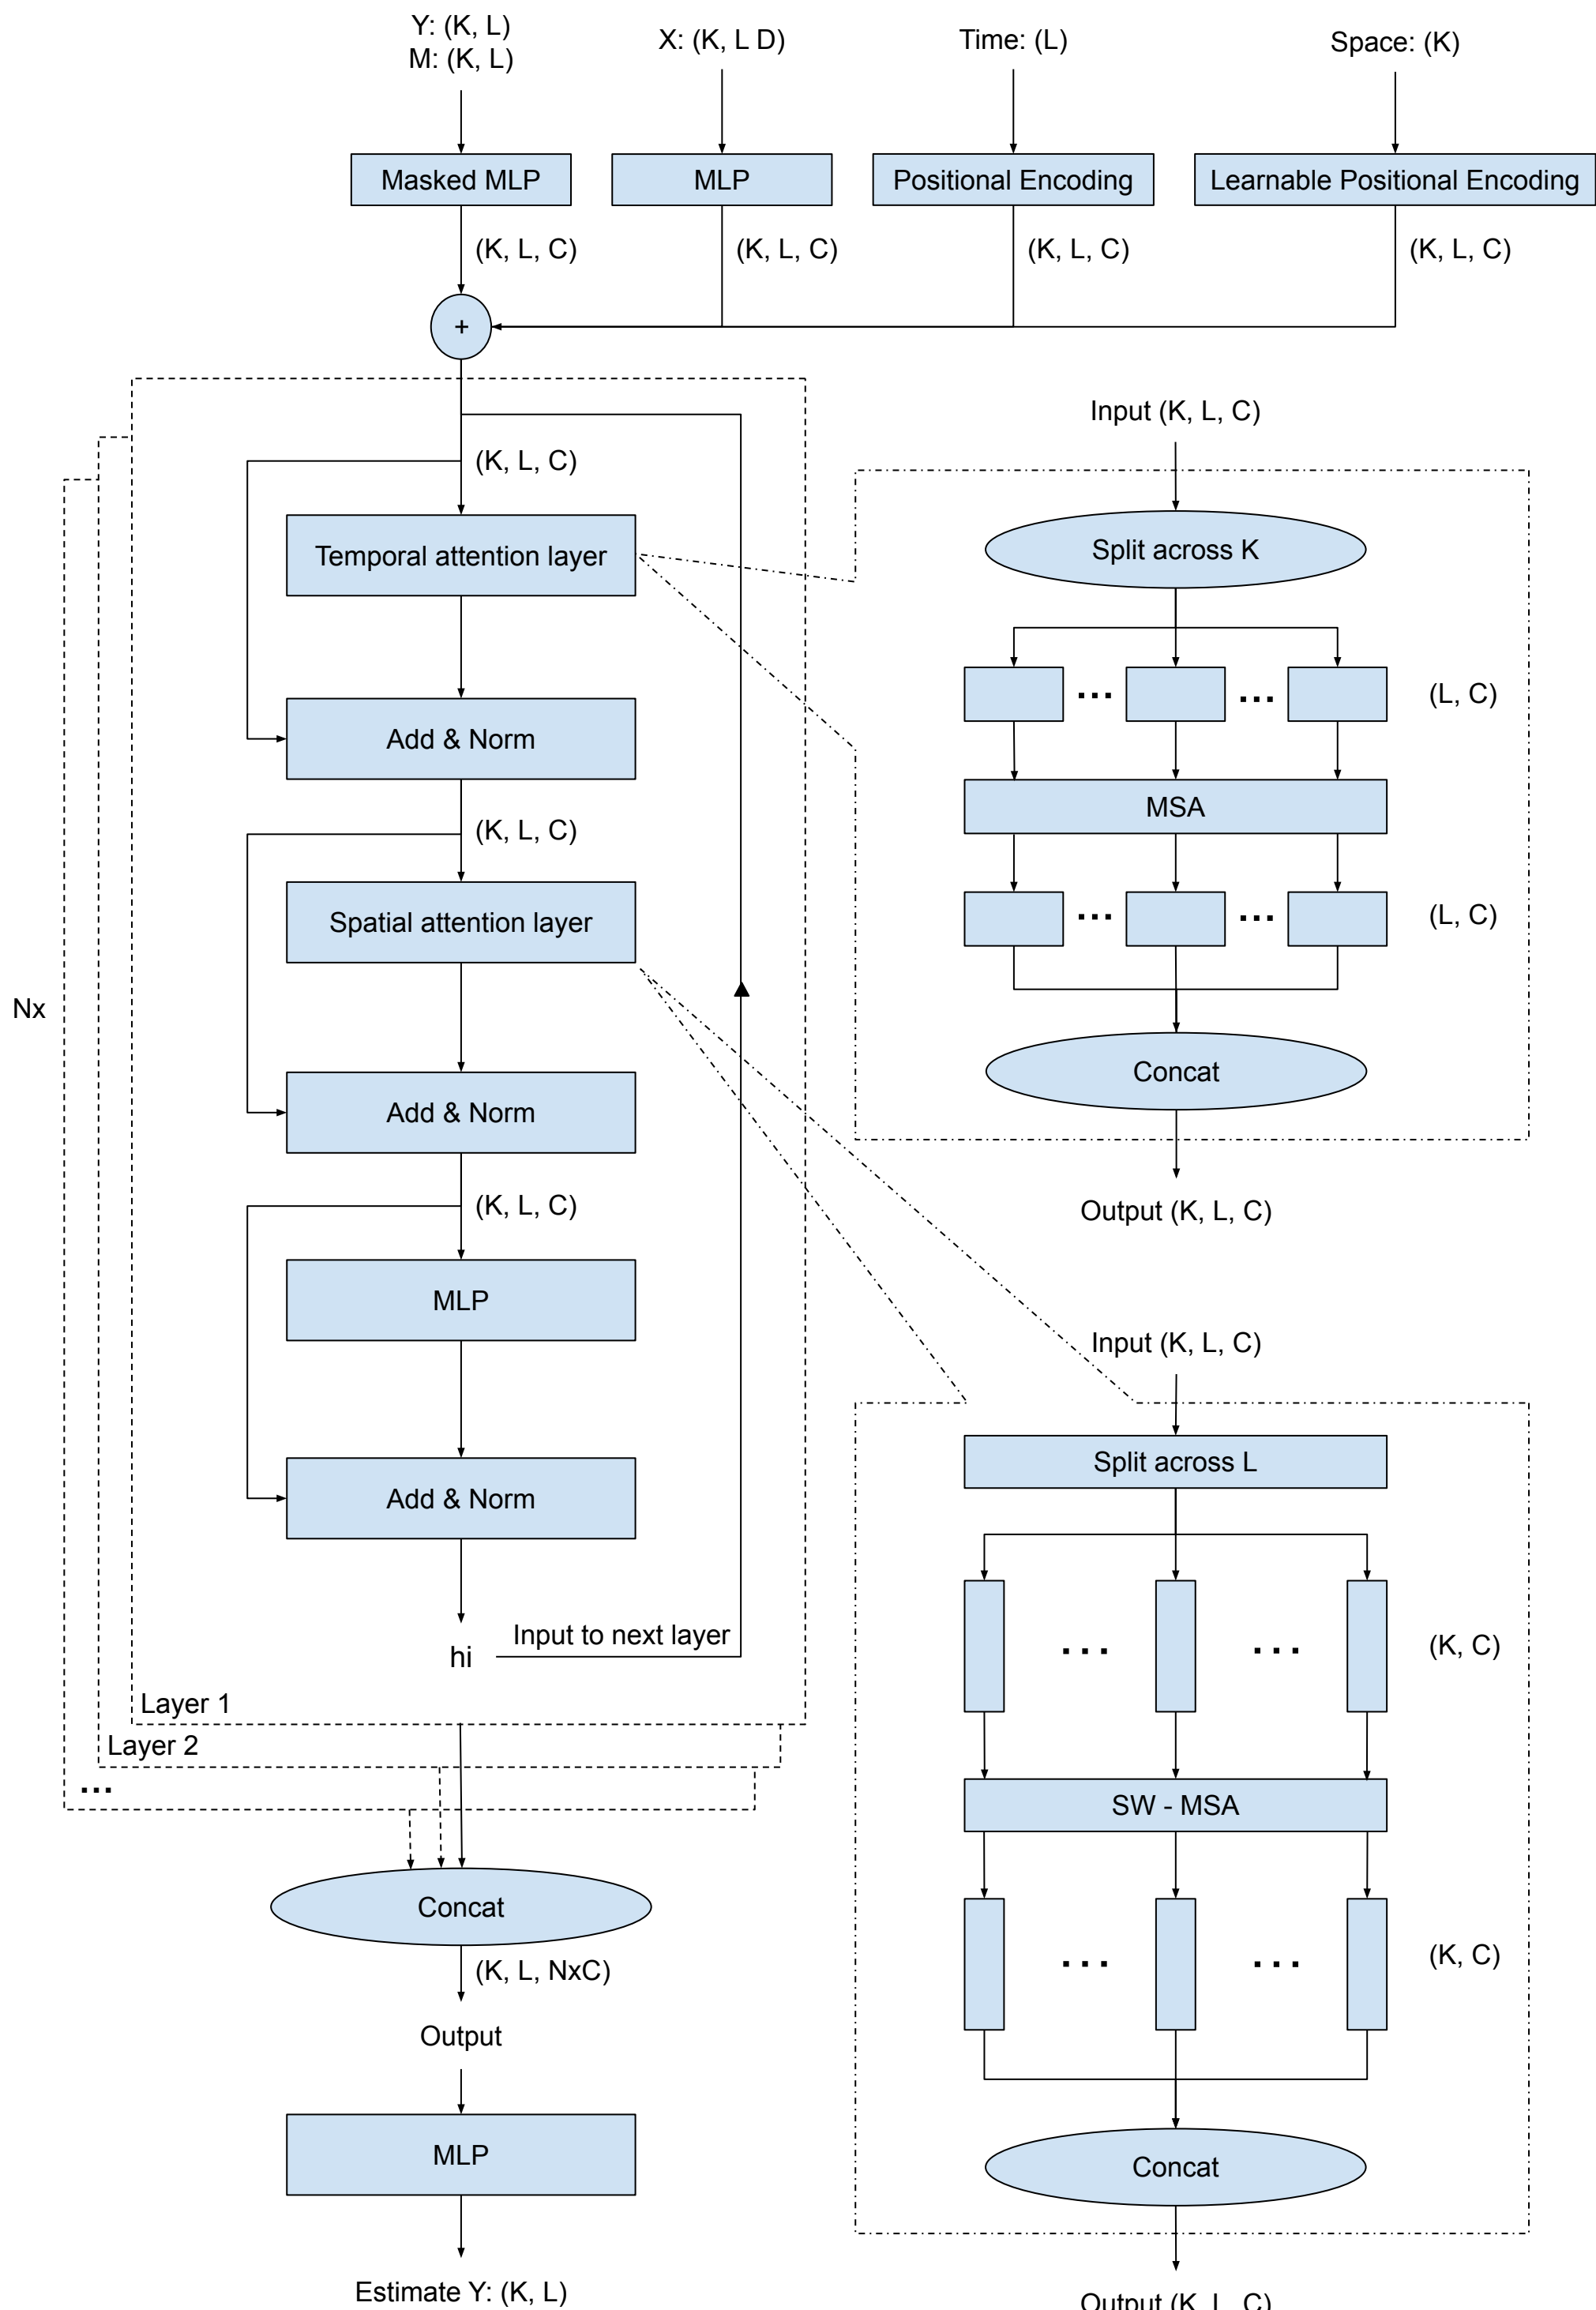 Y: (K, L)
M: (K, L)
X: (K, L D)
Time: (L)
Space: (K)
Masked MLP
MLP
Positional Encoding
Learnable Positional Encoding
(K, L, C)
(K, L, C)
(K, L, C)
(K, L, C)
+
(K, L, C)
Temporal attention layer
Add & Norm
(K, L, C)
Spatial attention layer
Nx
Add & Norm
(K, L, C)
MLP
Add & Norm
hi
Input to next layer
Layer 1
Layer 2
...
Concat
(K, L, NxC)
Output
MLP
Estimate Y: (K, L)
Input (K, L, C)
Split across K
... ...
(L, C)
MSA
... ...
(L, C)
Concat
Output (K, L, C)
Input (K, L, C)
Split across L
... ...
(K, C)
SW - MSA
... ...
(K, C)
Concat
Output (K, L, C)